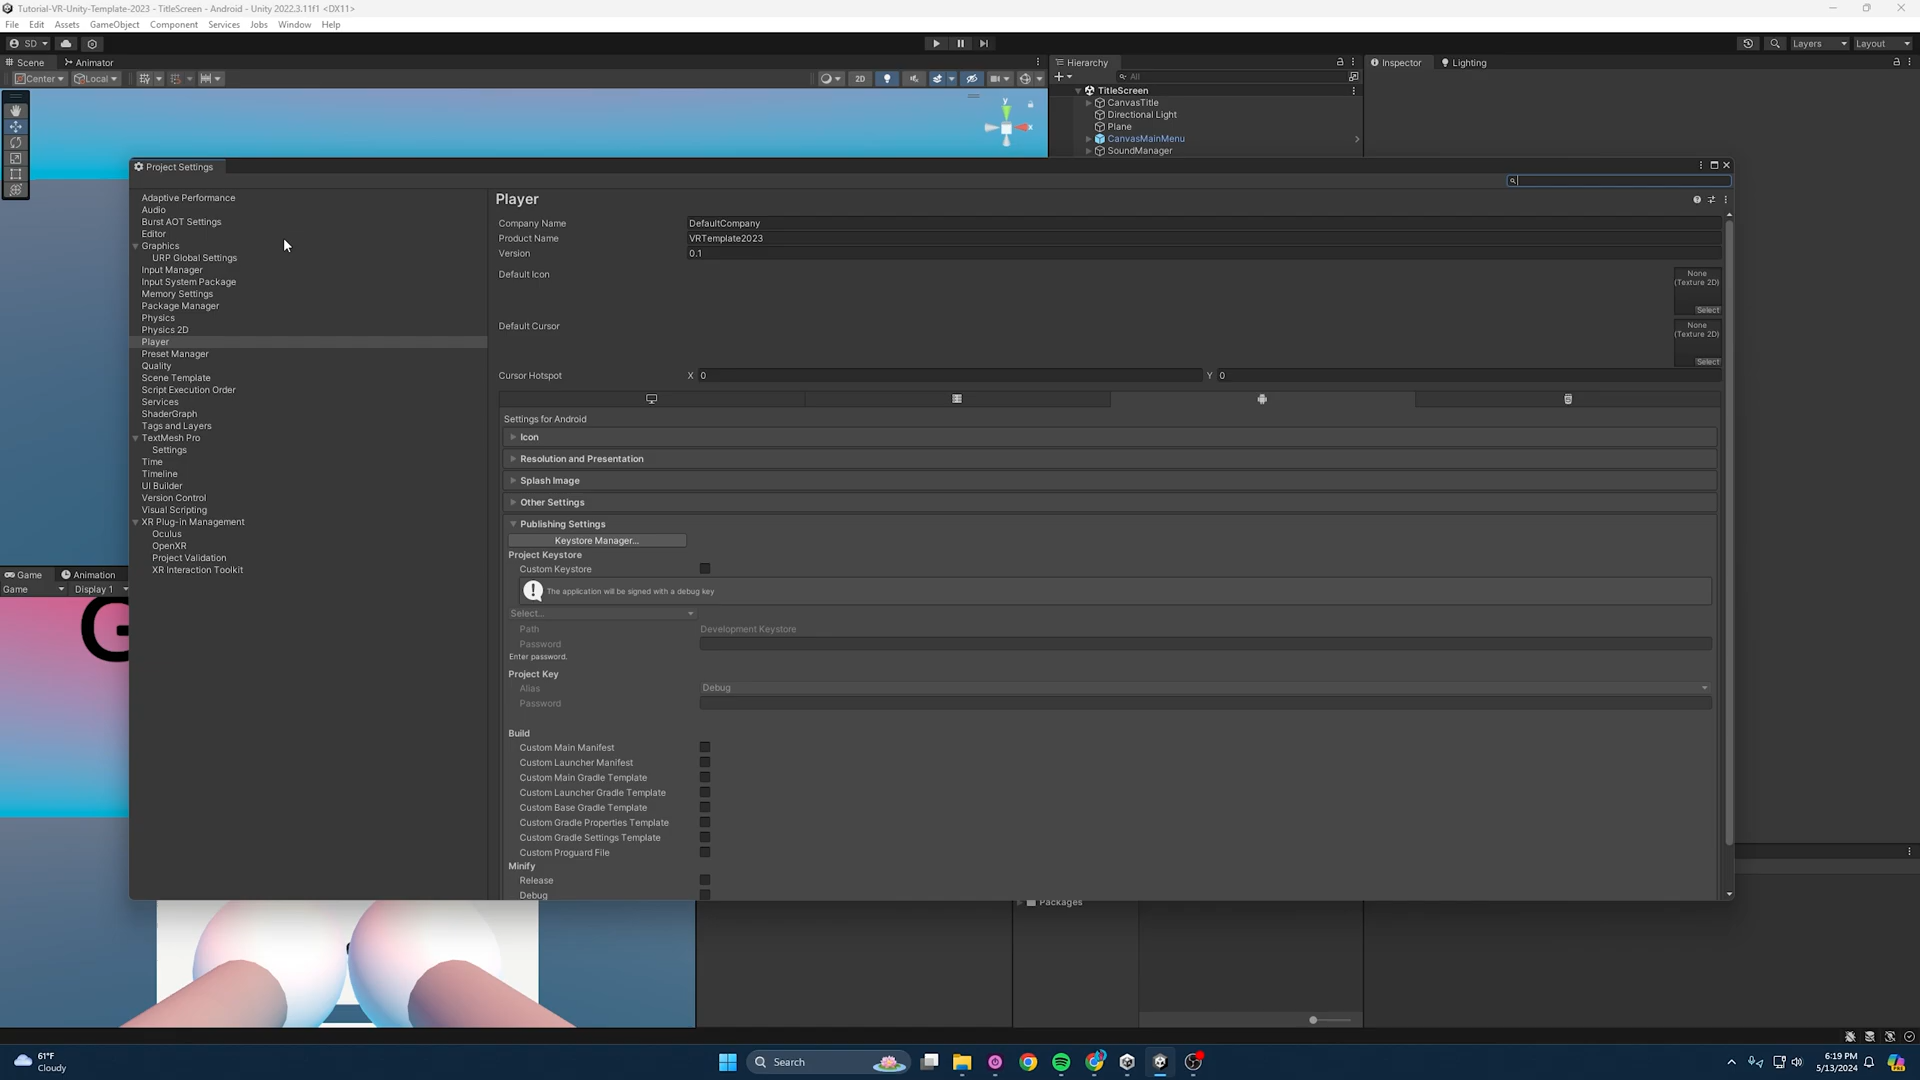 Tutorial-VR-Unity-Template-2023 - TitleScreen - Android - Unity 2022.3.11f1 <DX11>
File Edit Assets GameObject Component Services Jobs Window Help
SD Layers Layout
Scene Animator Hierarchy Inspector Lighting
Center Local 2D All
TitleScreen
CanvasTitle
Directional Light
Plane
CanvasMainMenu
SoundManager
y
x
Project Settings
Adaptive Performance
Audio
Burst AOT Settings
Editor
Graphics
URP Global Settings
Input Manager
Input System Package
Memory Settings
Package Manager
Physics
Physics 2D
Player
Preset Manager
Quality
Scene Template
Script Execution Order
Services
ShaderGraph
Tags and Layers
TextMesh Pro
Settings
Time
Timeline
UI Builder
Version Control
Visual Scripting
XR Plug-in Management
Oculus
OpenXR
Project Validation
XR Interaction Toolkit
Player
Company Name DefaultCompany
Product Name VRTemplate2023
Version 0.1
Default Icon None
(Texture 2D)
Select
Default Cursor None
(Texture 2D)
Select
Cursor Hotspot X 0 Y 0
Settings for Android
Icon
Resolution and Presentation
Splash Image
Other Settings
Publishing Settings
Keystore Manager...
Project Keystore
Custom Keystore
The application will be signed with a debug key
Select...
Path Development Keystore
Password
Enter password.
Project Key
Alias Debug
Password
Build
Custom Main Manifest
Custom Launcher Manifest
Custom Main Gradle Template
Custom Launcher Gradle Template
Custom Base Gradle Template
Custom Gradle Properties Template
Custom Gradle Settings Template
Custom Proguard File
Minify
Release
Debug
Game Animation
Game Display 1
G
Packages
61°F
Cloudy
Search
6:19 PM
5/13/2024